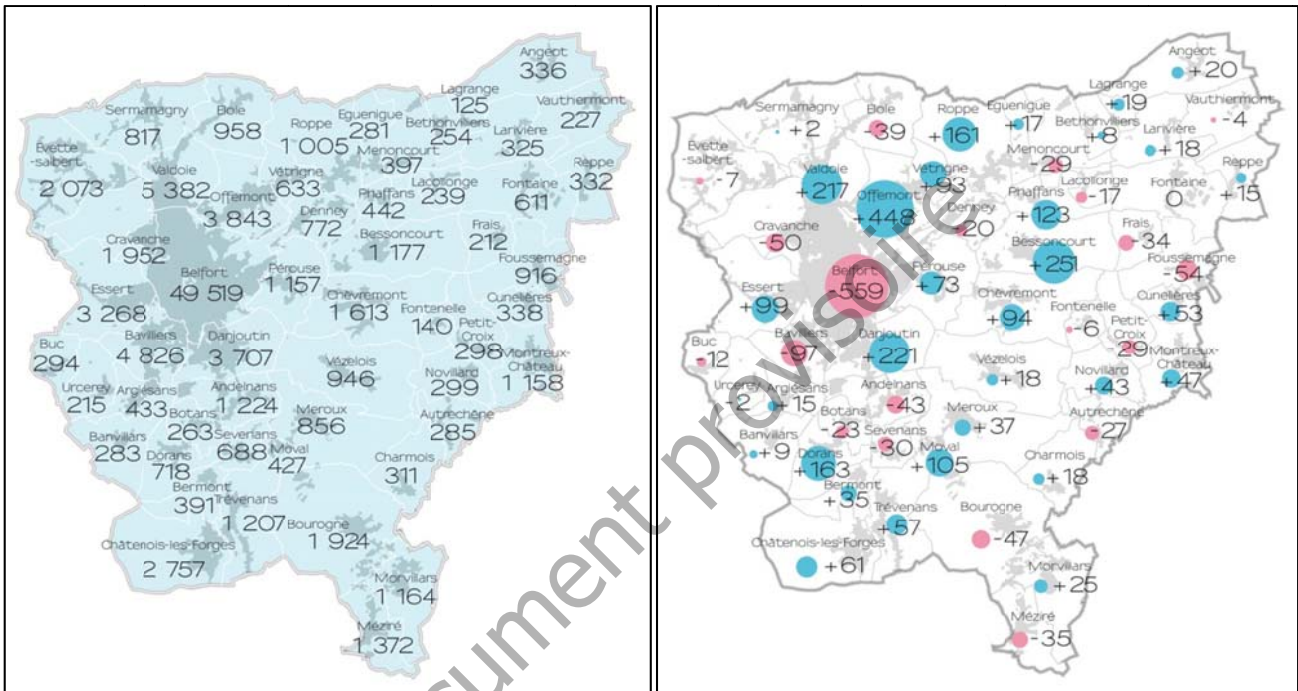 Angeot
336
Lagrange
125
Vauthermont
227
Sermamagny
817
Boie
958
Roppe
1 005
Eguenigue
281
Bethonvilliers
254
Larivière
325
Menoncourt
397
Reppe
332
Évette
-salbert
2 073
Valdoie
5 382
Offemont
3 843
Vétrigne
633
Denney
772
Phaffans
442
Lacollonge
239
Fontaine
611
Bessoncourt
1 177
Frais
212
Cravanche
1 952
Belfort
49 519
Pérouse
1 157
Foussemagne
916
Essert
3 268
Chèvremont
1 613
Fontenelle
140
Cunelières
338
Buc
294
Bavilliers
4 826
Danjoutin
3 707
Vézelois
946
Petit-
Croix
298
Montreux-
Château
1 158
Novillard
299
Urcerey
215
Argiésans
433
Andelnans
1 224
Botans
263
Meroux
856
Autrechêne
285
Banvillars
283
Sevenans
688
Moval
427
Dorans
718
Charmois
311
Bermont
391
Trévenans
1 207
Bourogne
1 924
Châtenois-les-Forges
2 757
Morvillars
1 164
Méziré
1 372
Angeot
+ 20
Lagrange
+19
Vauthermont
-4
Sermamagny
+ 2
Boie
-39
Roppe
+161
Eguenigue
+17
Bethonvilliers
+8
Larivière
+ 18
Menoncourt
-29
Reppe
+15
Évette
-salbert
-7
Valdoie
+ 217
Offemont
+ 448
Vétrigne
+93
Denney
-20
Phaffans
+123
Lacollonge
-17
Fontaine
0
Bessoncourt
+251
Frais
-34
Cravanche
-50
Belfort
-559
Pérouse
+73
Foussemagne
-54
Essert
+99
Chèvremont
+ 94
Fontenelle
-6
Cunelières
+53
Buc
-12
Bavilliers
-97
Danjoutin
+ 221
Vézelois
+ 18
Petit-
Croix
29
Montreux-
Château
+47
Novillard
+43
Urcerey
-2
Argiésans
+ 15
Andelnans
-43
Botans
-23
Meroux
+ 37
Autrechêne
-27
Banvillars
+ 9
Sevenans
-30
Moval
+105
Dorans
+ 163
Charmois
+ 18
Bermont
+35
Trévenans
+57
Bourogne
-47
Châtenois-les-Forges
+ 61
Morvillars
+ 25
Méziré
-35
sument provisoire